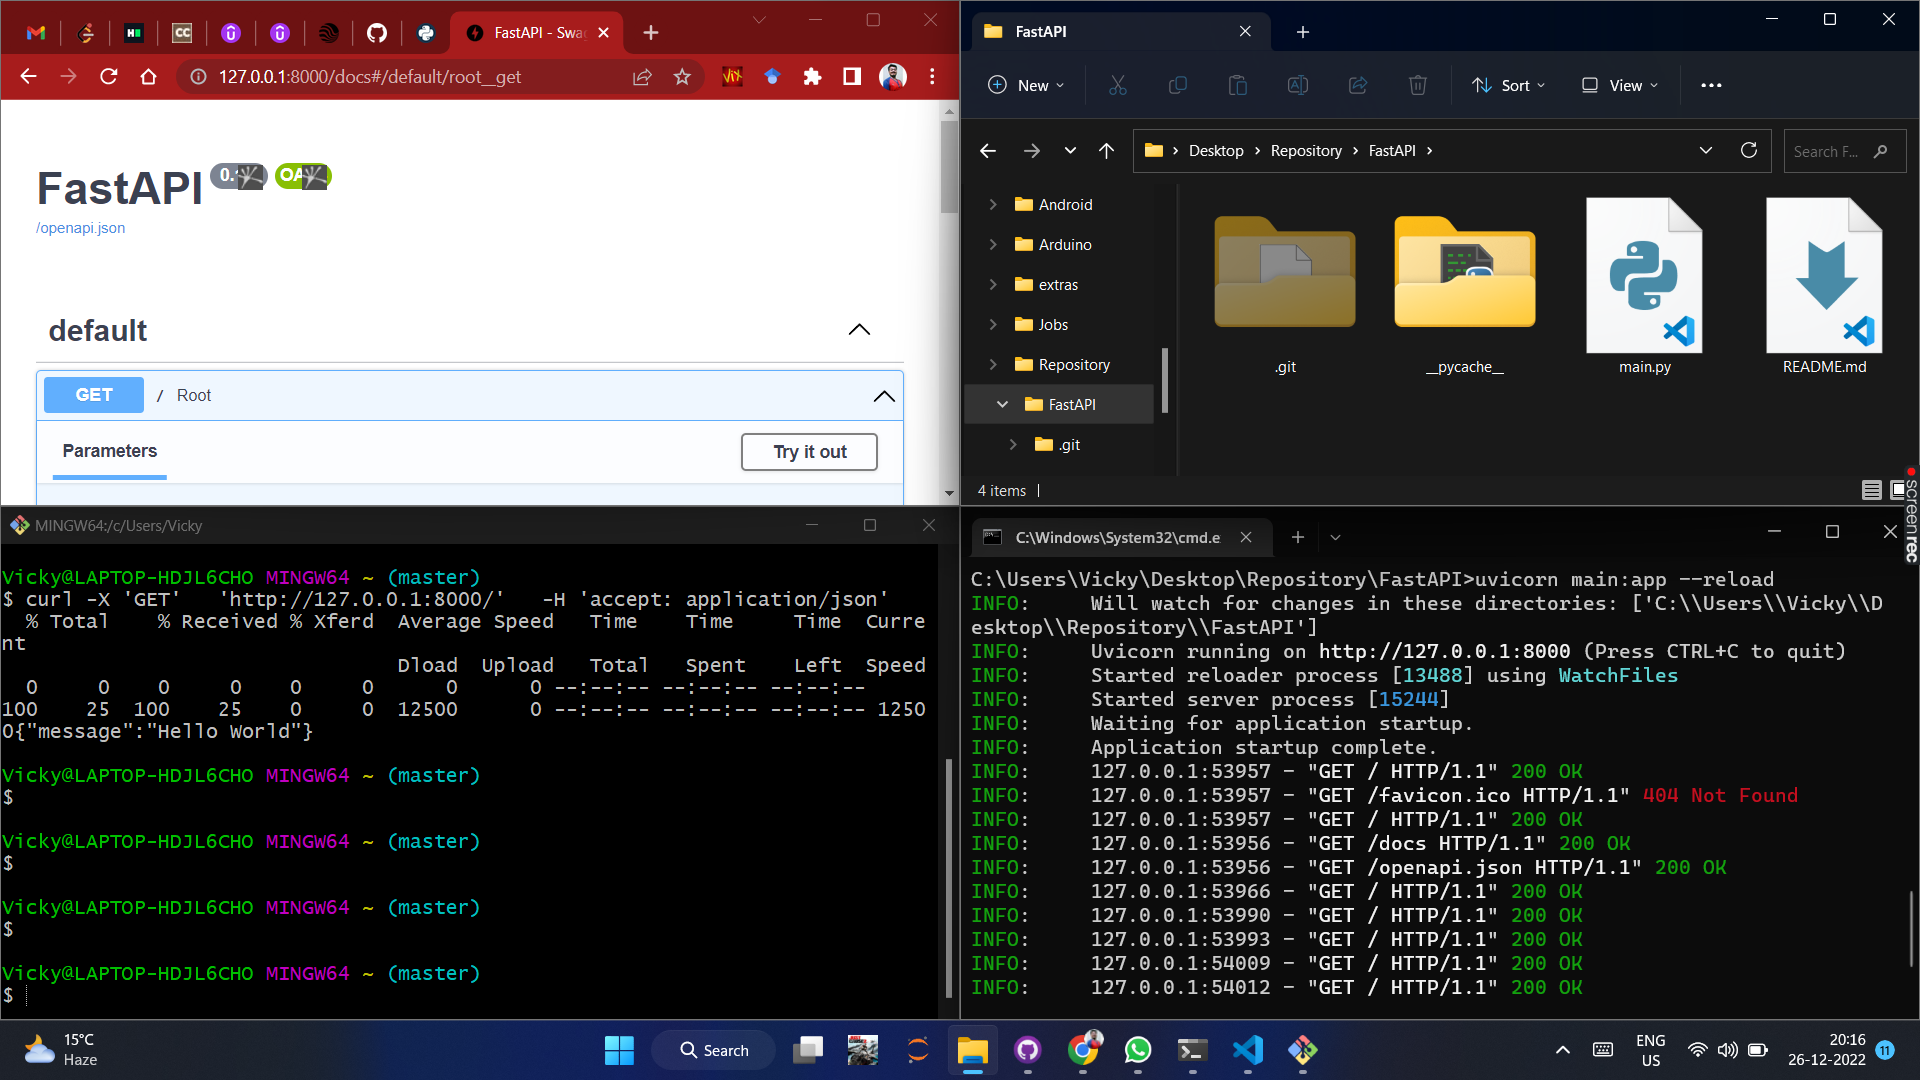 FastAPI - Swa
127.0.0.1:8000/docs#/default/root__get
FastAPI
/openapi.json
default
GET / Root
Parameters
Try it out
FastAPI
New
Sort
View
Desktop > Repository > FastAPI >
Search F...
Android
Arduino
extras
Jobs
Repository
FastAPI
.git
.git
__pycache__
main.py
README.md
4 items
screenrec
MINGW64:/c/Users/Vicky
Vicky@LAPTOP-HDJL6CHO MINGW64 ~ (master)
$ curl -X 'GET'   'http://127.0.0.1:8000/'   -H 'accept: application/json'
  % Total    % Received % Xferd  Average Speed   Time    Time     Time  Curre
nt
                                 Dload  Upload   Total   Spent    Left  Speed
  0     0    0     0    0     0      0      0 --:--:-- --:--:-- --:--:--
100    25  100    25    0     0  12500      0 --:--:-- --:--:-- --:--:-- 1250
0{"message":"Hello World"}
Vicky@LAPTOP-HDJL6CHO MINGW64 ~ (master)
$
Vicky@LAPTOP-HDJL6CHO MINGW64 ~ (master)
$
Vicky@LAPTOP-HDJL6CHO MINGW64 ~ (master)
$
Vicky@LAPTOP-HDJL6CHO MINGW64 ~ (master)
$
C:\Windows\System32\cmd.e
C:\Users\Vicky\Desktop\Repository\FastAPI>uvicorn main:app --reload
INFO:     Will watch for changes in these directories: ['C:\\Users\\Vicky\\D
esktop\\Repository\\FastAPI']
INFO:     Uvicorn running on http://127.0.0.1:8000 (Press CTRL+C to quit)
INFO:     Started reloader process [13488] using WatchFiles
INFO:     Started server process [15244]
INFO:     Waiting for application startup.
INFO:     Application startup complete.
INFO:     127.0.0.1:53957 - "GET / HTTP/1.1" 200 OK
INFO:     127.0.0.1:53957 - "GET /favicon.ico HTTP/1.1" 404 Not Found
INFO:     127.0.0.1:53957 - "GET / HTTP/1.1" 200 OK
INFO:     127.0.0.1:53956 - "GET /docs HTTP/1.1" 200 OK
INFO:     127.0.0.1:53956 - "GET /openapi.json HTTP/1.1" 200 OK
INFO:     127.0.0.1:53966 - "GET / HTTP/1.1" 200 OK
INFO:     127.0.0.1:53990 - "GET / HTTP/1.1" 200 OK
INFO:     127.0.0.1:53993 - "GET / HTTP/1.1" 200 OK
INFO:     127.0.0.1:54009 - "GET / HTTP/1.1" 200 OK
INFO:     127.0.0.1:54012 - "GET / HTTP/1.1" 200 OK
15°C
Haze
Search
ENG
US
20:16
26-12-2022
11